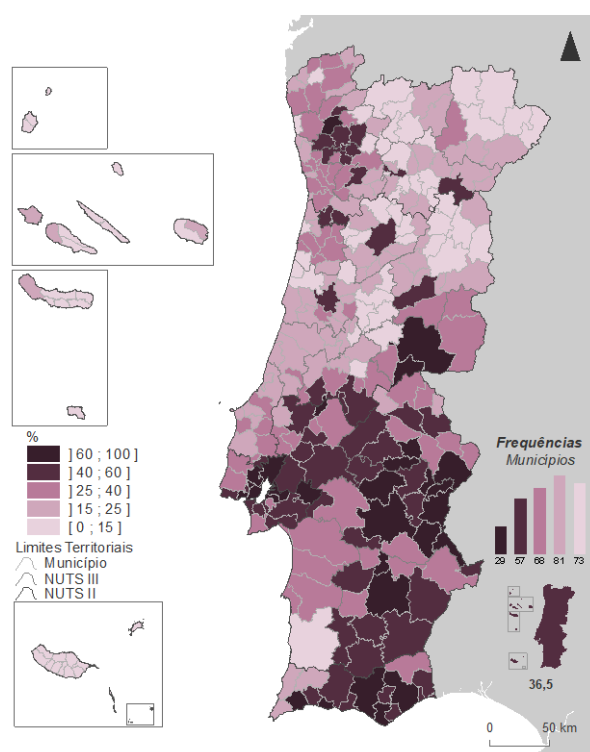 %
] 60 ; 100 ]
] 40 ; 60 ]
] 25 ; 40 ]
] 15 ; 25 ]
[ 0 ; 15 ]
Limites Territoriais
Município
NUTS III
NUTS II
Frequências
Municípios
29 57 68 81 73
36,5
0 50 km